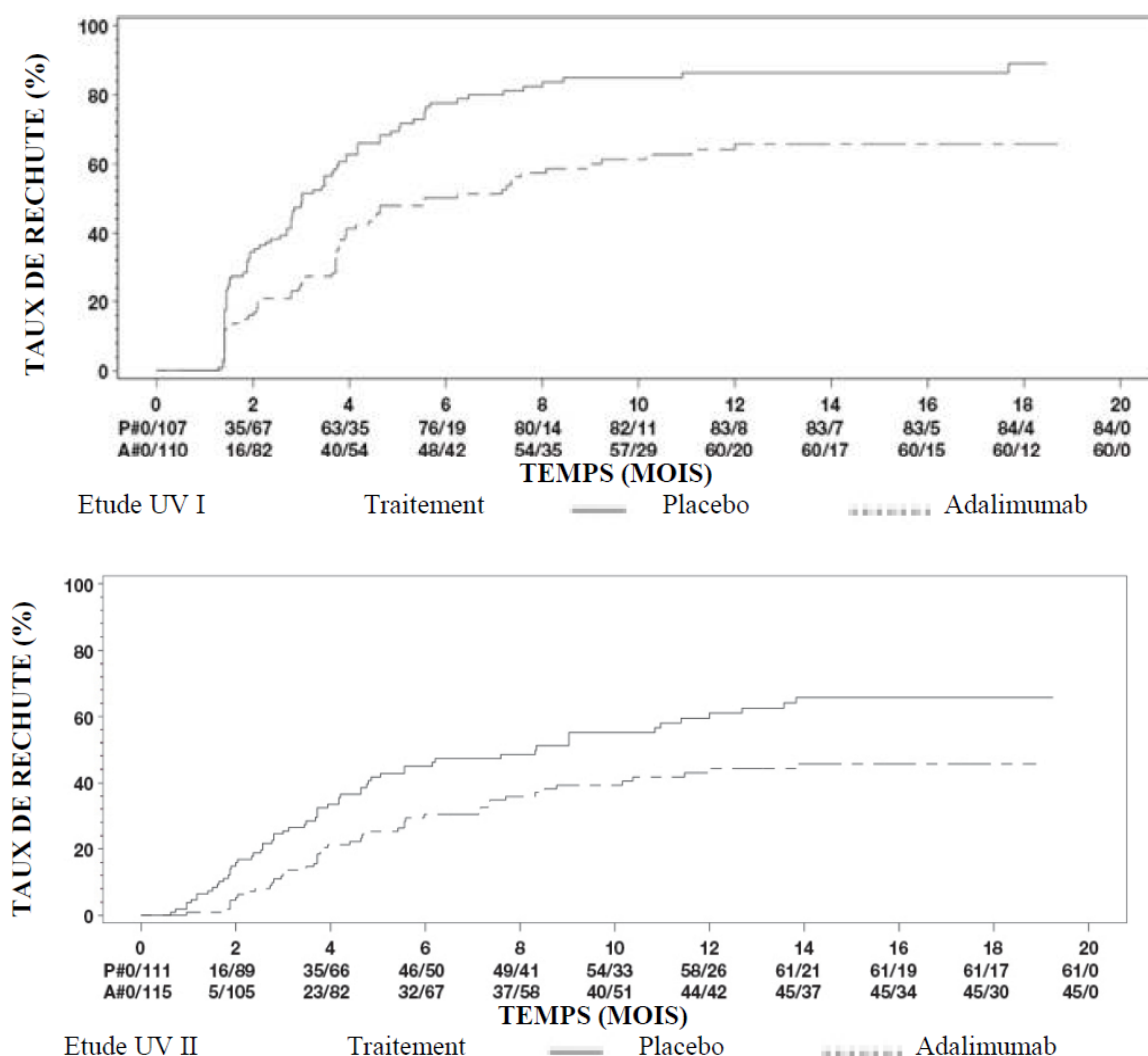 TAUX DE RECHUTE (%)
100
80
60
40
20
0
0 2 4 6 8 10 12 14 16 18 20
P#0/107 35/67 63/35 76/19 80/14 82/11 83/8 83/7 83/5 84/4 84/0
A#0/110 16/82 40/54 48/42 54/35 57/29 60/20 60/17 60/15 60/12 60/0
TEMPS (MOIS)
Etude UV I Traitement Placebo Adalimumab
TAUX DE RECHUTE (%)
100
80
60
40
20
0
0 2 4 6 8 10 12 14 16 18 20
P#0/111 16/89 35/66 46/50 49/41 54/33 58/26 61/21 61/19 61/17 61/0
A#0/115 5/105 23/82 32/67 37/58 40/51 44/42 45/37 45/34 45/30 45/0
TEMPS (MOIS)
Etude UV II Traitement Placebo Adalimumab